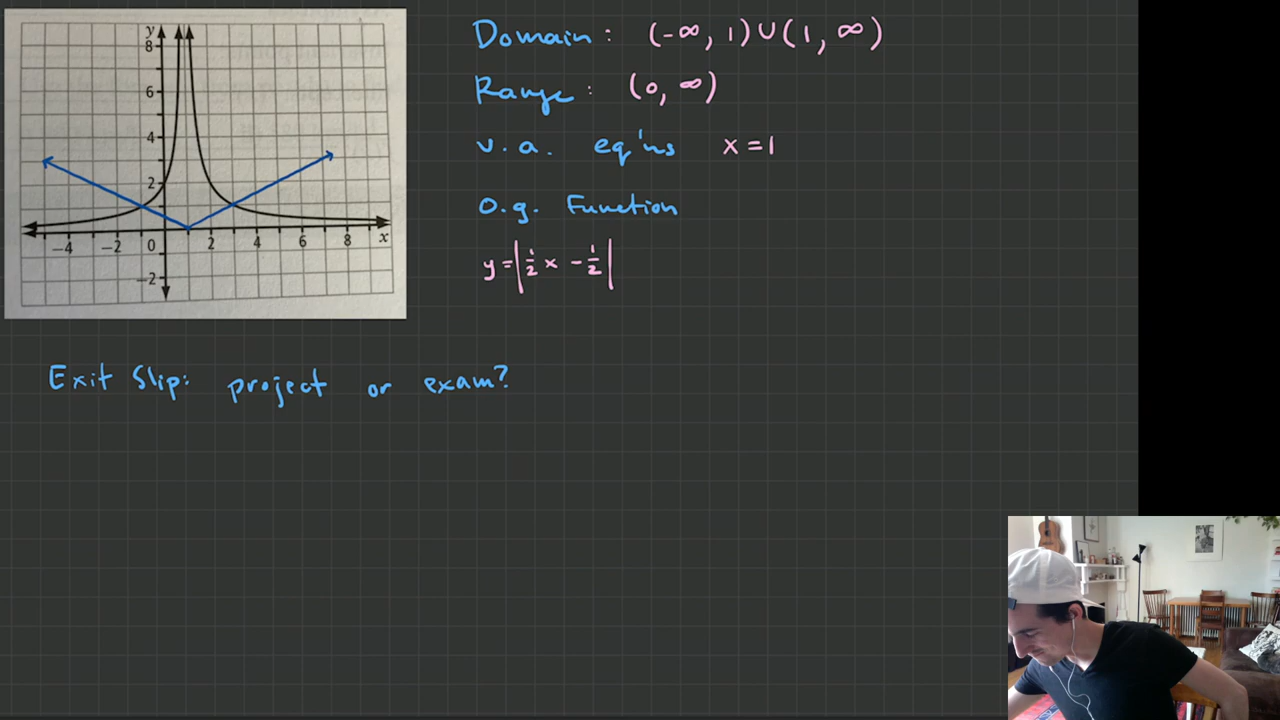 Domain: (-∞, 1) ∪ (1, ∞)
Range: (0, ∞)
v.a. eq'ns x = 1
o.g. Function
y = |½x - ½|
y
8
6
4
2
-4 -2 0 2 4 6 8 x
-2
Exit Slip: project or exam?